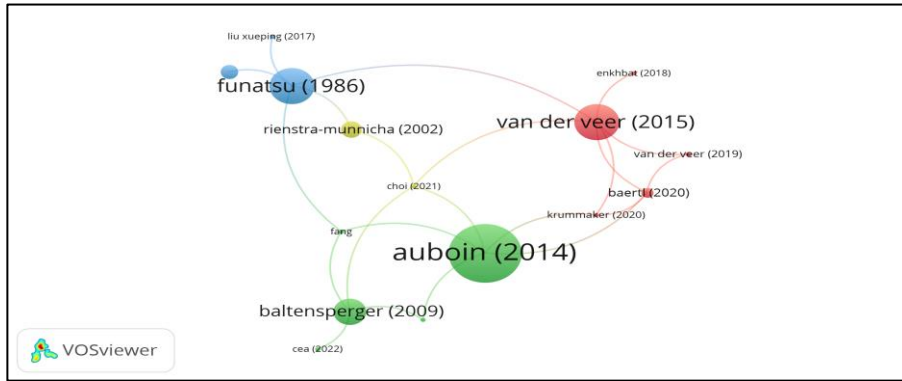 liu xueping (2017)
funatsu (1986)
enkhbat (2018)
van der veer (2015)
rienstra-munnicha (2002)
van der veer (2019)
choi (2021)
baertl (2020)
krummaker (2020)
fang
auboin (2014)
baltensperger (2009)
cea (2022)
VOSviewer